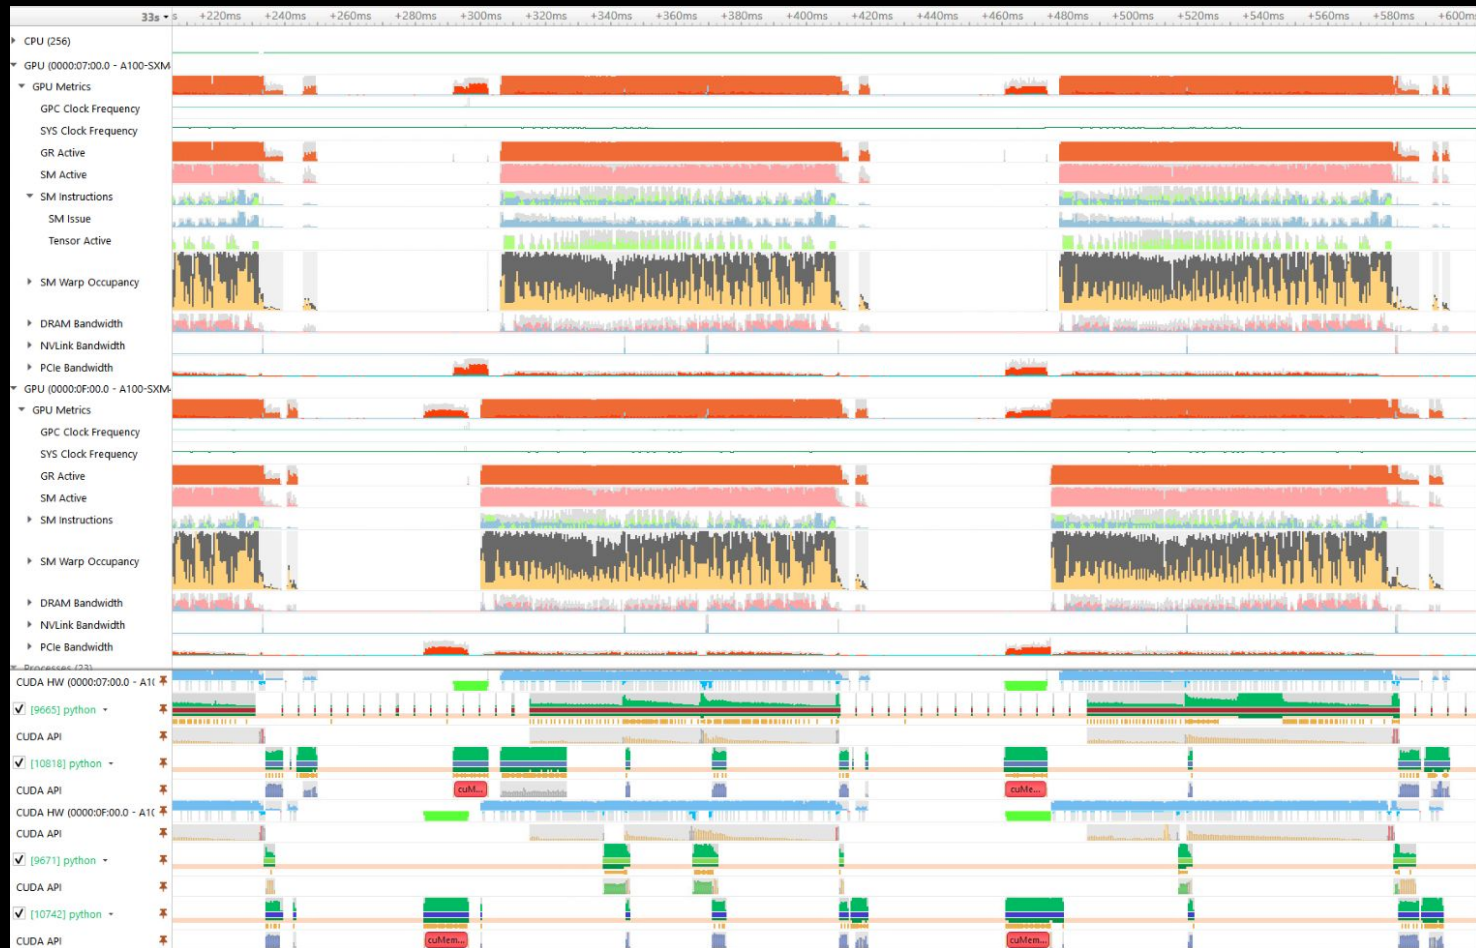 33s s +220ms +240ms +260ms +280ms +300ms +320ms +340ms +360ms +380ms +400ms +420ms +440ms +460ms +480ms +500ms +520ms +540ms +560ms +580ms +600m
CPU (256)
GPU (0000:07:00.0 - A100-SXM
GPU Metrics
GPC Clock Frequency
SYS Clock Frequency
GR Active
SM Active
SM Instructions
SM Issue
Tensor Active
SM Warp Occupancy
DRAM Bandwidth
NVLink Bandwidth
PCIe Bandwidth
GPU (0000:0F:00.0 - A100-SXM
GPU Metrics
GPC Clock Frequency
SYS Clock Frequency
GR Active
SM Active
SM Instructions
SM Warp Occupancy
DRAM Bandwidth
NVLink Bandwidth
PCIe Bandwidth
Processes (23)
CUDA HW (0000:07:00.0 - A10
[9665] python
CUDA API
[10818] python
CUDA API cuM... cuMe...
CUDA HW (0000:0F:00.0 - A10
CUDA API
[9671] python
CUDA API
[10742] python
CUDA API cuMem... cuMem...